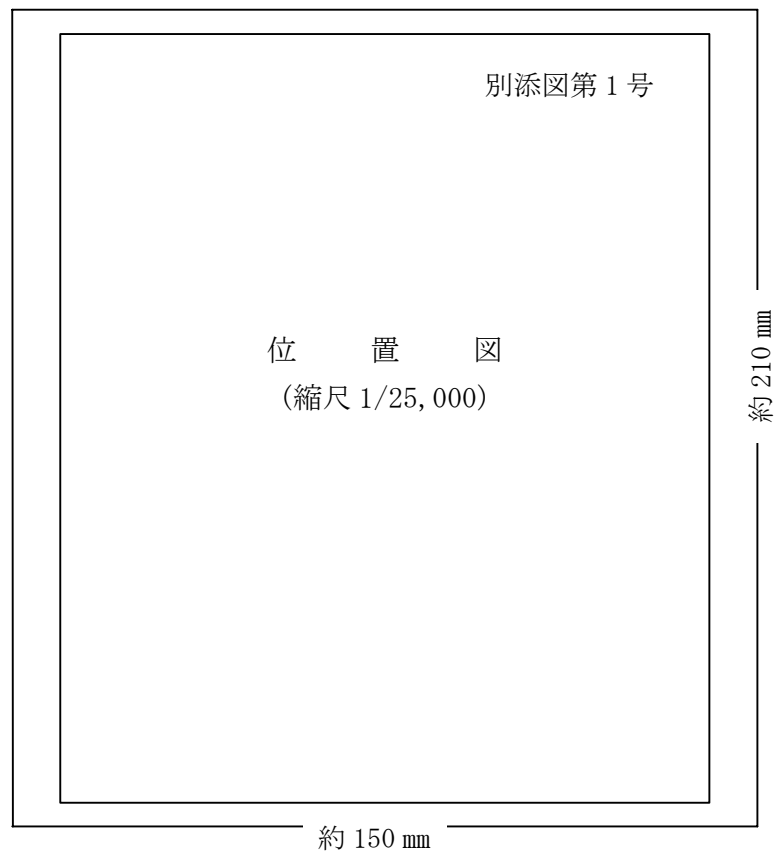 別添図第1号
位　置　図
(縮尺 1/25,000)
約 210 ㎜
約 150 ㎜